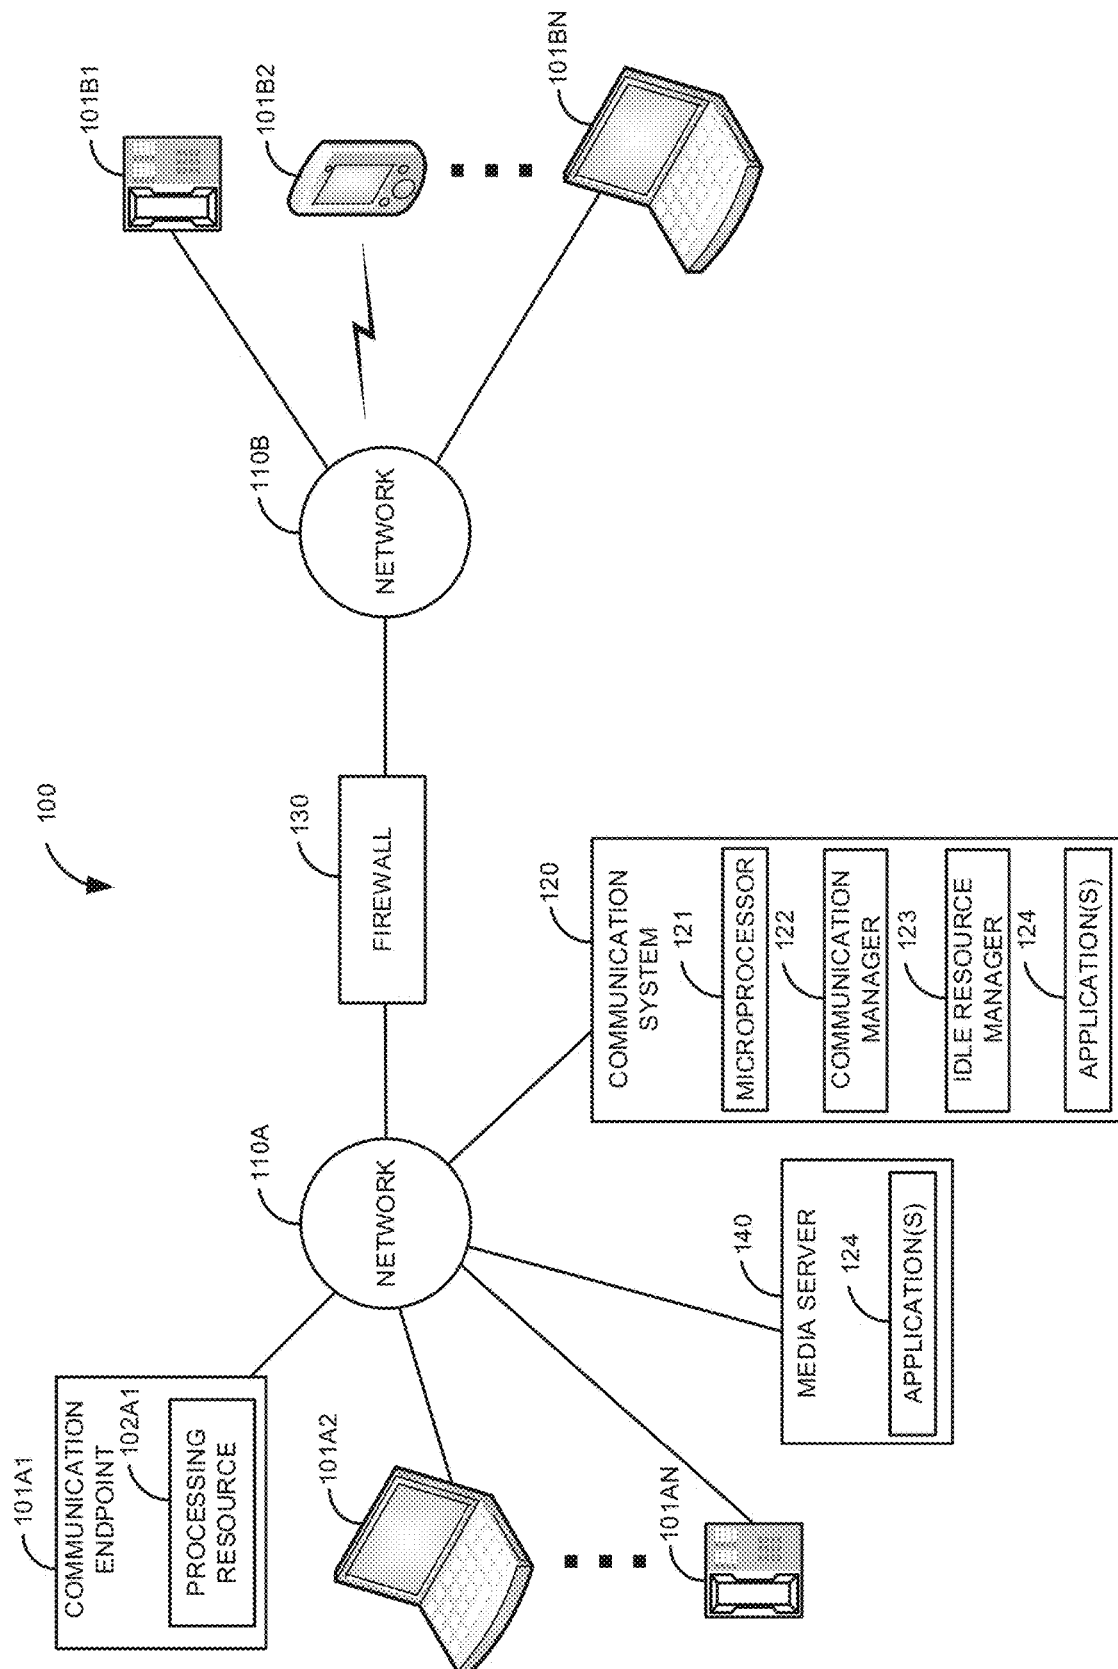 100
101A1
COMMUNICATION
ENDPOINT
102A1
PROCESSING
RESOURCE
101A2
101AN
110A
NETWORK
130
FIREWALL
110B
NETWORK
101B1
101B2
101BN
140
MEDIA SERVER
124
APPLICATION(S)
120
COMMUNICATION
SYSTEM
121
MICROPROCESSOR
122
COMMUNICATION
MANAGER
123
IDLE RESOURCE
MANAGER
124
APPLICATION(S)